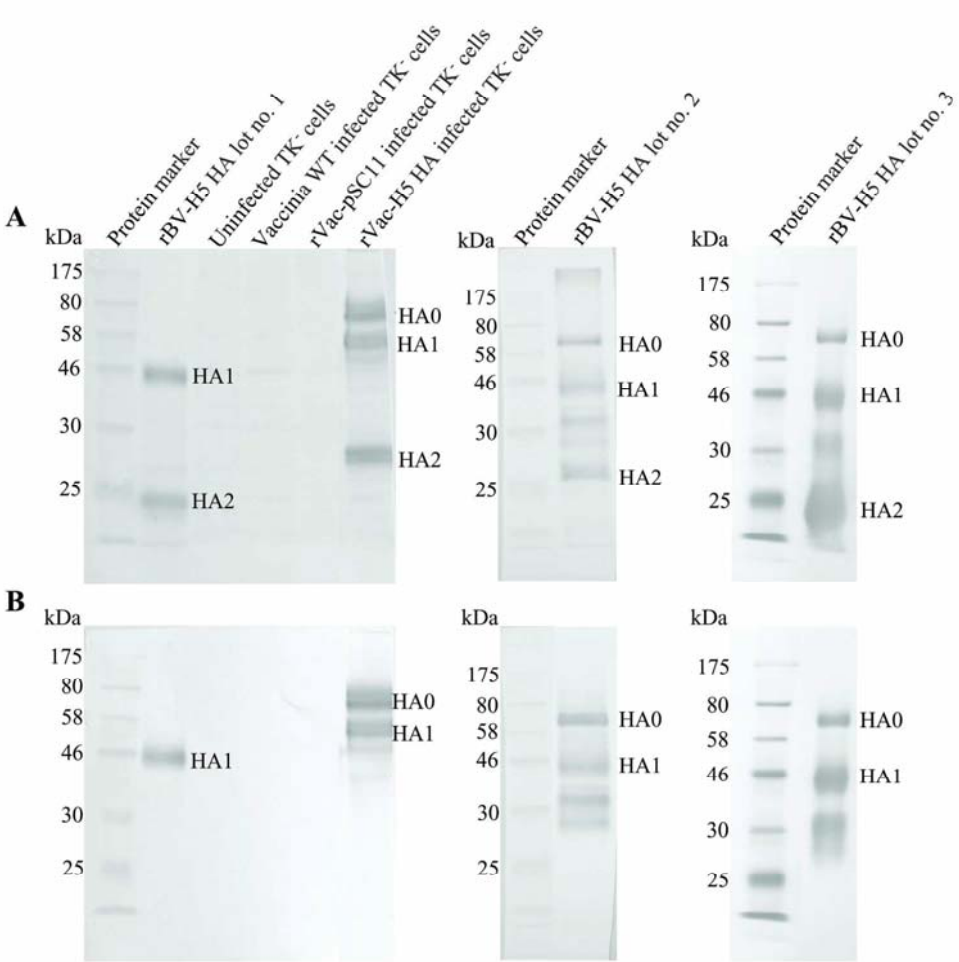 Protein marker
rBV-H5 HA lot no. 1
Uninfected TK- cells
Vaccinia WT infected TK- cells
rVac-pSC11 infected TK- cells
rVac-H5 HA infected TK- cells
Protein marker
rBV-H5 HA lot no. 2
Protein marker
rBV-H5 HA lot no. 3
A
kDa
175
80
58
46
30
25
HA1
HA2
HA0
HA1
HA2
kDa
175
80
58
46
30
25
HA0
HA1
HA2
kDa
175
80
58
46
30
25
HA0
HA1
HA2
B
kDa
175
80
58
46
30
25
HA1
HA0
HA1
kDa
175
80
58
46
30
25
HA0
HA1
kDa
175
80
58
46
30
25
HA0
HA1